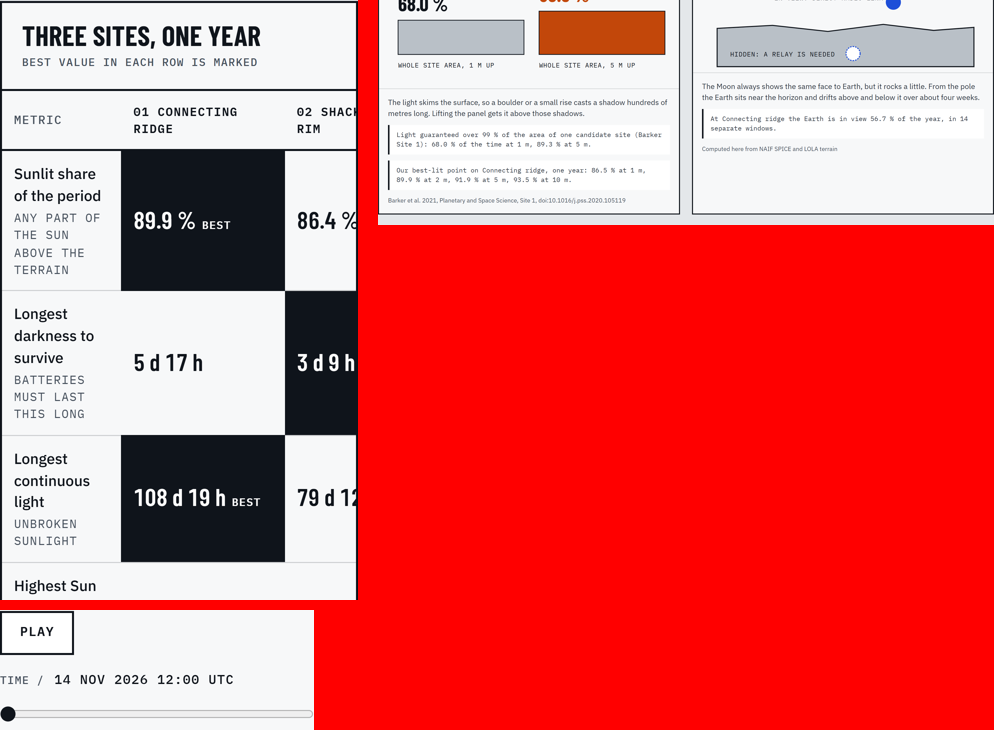 THREE SITES, ONE YEAR
BEST VALUE IN EACH ROW IS MARKED
METRIC
01 CONNECTING
RIDGE
02
RIM
Sunlit share
of the period
ANY PART OF
THE SUN
ABOVE THE
TERRAIN
89.9 % BEST
86.4 %
Longest
darkness to
survive
BATTERIES
MUST LAST
THIS LONG
5 d 17 h
3 d 9 h
Longest
continuous
light
UNBROKEN
SUNLIGHT
108 d 19 h BEST
79 d 12
Highest Sun
PLAY
TIME / 14 NOV 2026 12:00 UTC
68.0 %
WHOLE SITE AREA, 1 M UP
WHOLE SITE AREA, 5 M UP
The light skims the surface, so a boulder or a small rise casts a shadow hundreds of
metres long. Lifting the panel gets it above those shadows.
Light guaranteed over 99 % of the area of one candidate site (Barker
Site 1): 68.0 % of the time at 1 m, 89.3 % at 5 m.
Our best-lit point on Connecting ridge, one year: 86.5 % at 1 m,
89.9 % at 2 m, 91.9 % at 5 m, 93.5 % at 10 m.
Barker et al. 2021, Planetary and Space Science, Site 1, doi:10.1016/j.pss.2020.105119
HIDDEN: A RELAY IS NEEDED
The Moon always shows the same face to Earth, but it rocks a little. From the pole
the Earth sits near the horizon and drifts above and below it over about four weeks.
At Connecting ridge the Earth is in view 56.7 % of the year, in 14
separate windows.
Computed here from NAIF SPICE and LOLA terrain